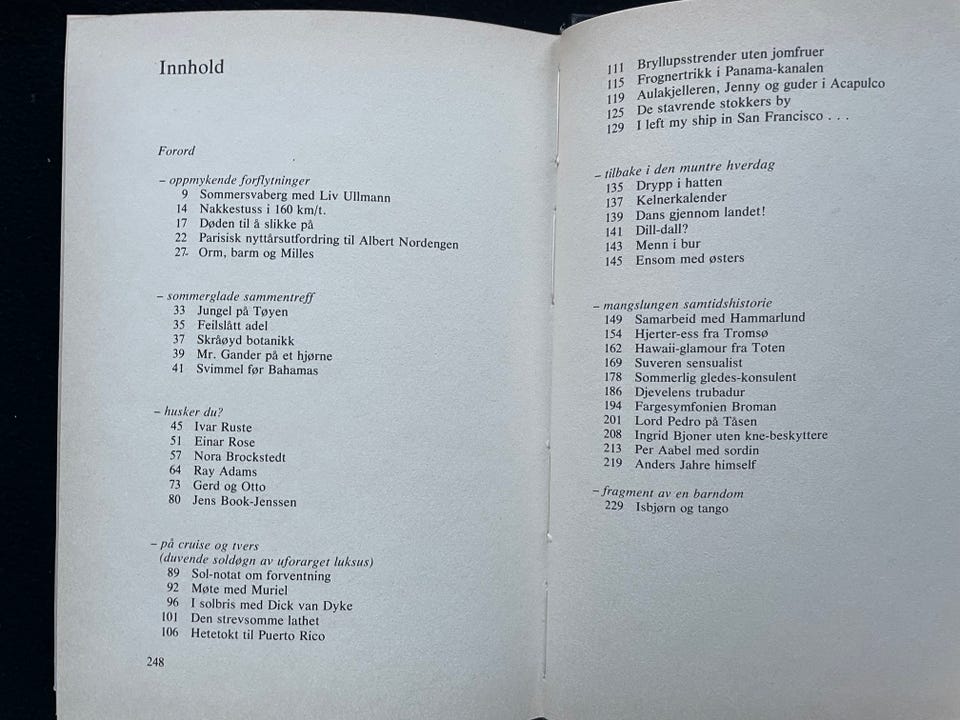 Innhold
Forord
– oppmykende forflytninger
9 Sommersvaberg med Liv Ullmann
14 Nakkestuss i 160 km/t.
17 Døden til å slikke på
22 Parisisk nyttårsutfordring til Albert Nordengen
27 Orm, barm og Milles
– sommerglade sammentreff
33 Jungel på Tøyen
35 Feilslått adel
37 Skråøyd botanikk
39 Mr. Gander på et hjørne
41 Svimmel før Bahamas
– husker du?
45 Ivar Ruste
51 Einar Rose
57 Nora Brockstedt
64 Ray Adams
73 Gerd og Otto
80 Jens Book-Jenssen
– på cruise og tvers
(duvende soldøgn av uforarget luksus)
89 Sol-notat om forventning
92 Møte med Muriel
96 I solbris med Dick van Dyke
101 Den strevsomme lathet
106 Hetetokt til Puerto Rico
248
111 Bryllupsstrender uten jomfruer
115 Frognertrikk i Panama-kanalen
119 Aulakjelleren, Jenny og guder i Acapulco
125 De stavrende stokkers by
129 I left my ship in San Francisco . . .
– tilbake i den muntre hverdag
135 Drypp i hatten
137 Kelnerkalender
139 Dans gjennom landet!
141 Dill-dall?
143 Menn i bur
145 Ensom med østers
– mangslungen samtidshistorie
149 Samarbeid med Hammarlund
154 Hjerter-ess fra Tromsø
162 Hawaii-glamour fra Toten
169 Suveren sensualist
178 Sommerlig gledes-konsulent
186 Djevelens trubadur
194 Fargesymfonien Broman
201 Lord Pedro på Tåsen
208 Ingrid Bjoner uten kne-beskyttere
213 Per Aabel med sordin
219 Anders Jahre himself
– fragment av en barndom
229 Isbjørn og tango